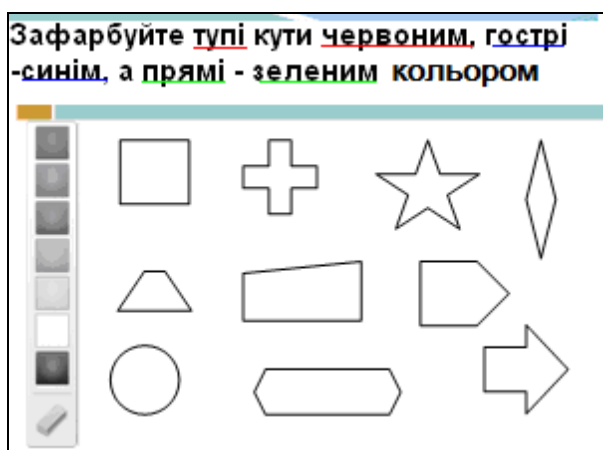 Зафарбуйте тупі кути червоним, гострі
-синім, а прямі - зеленим кольором